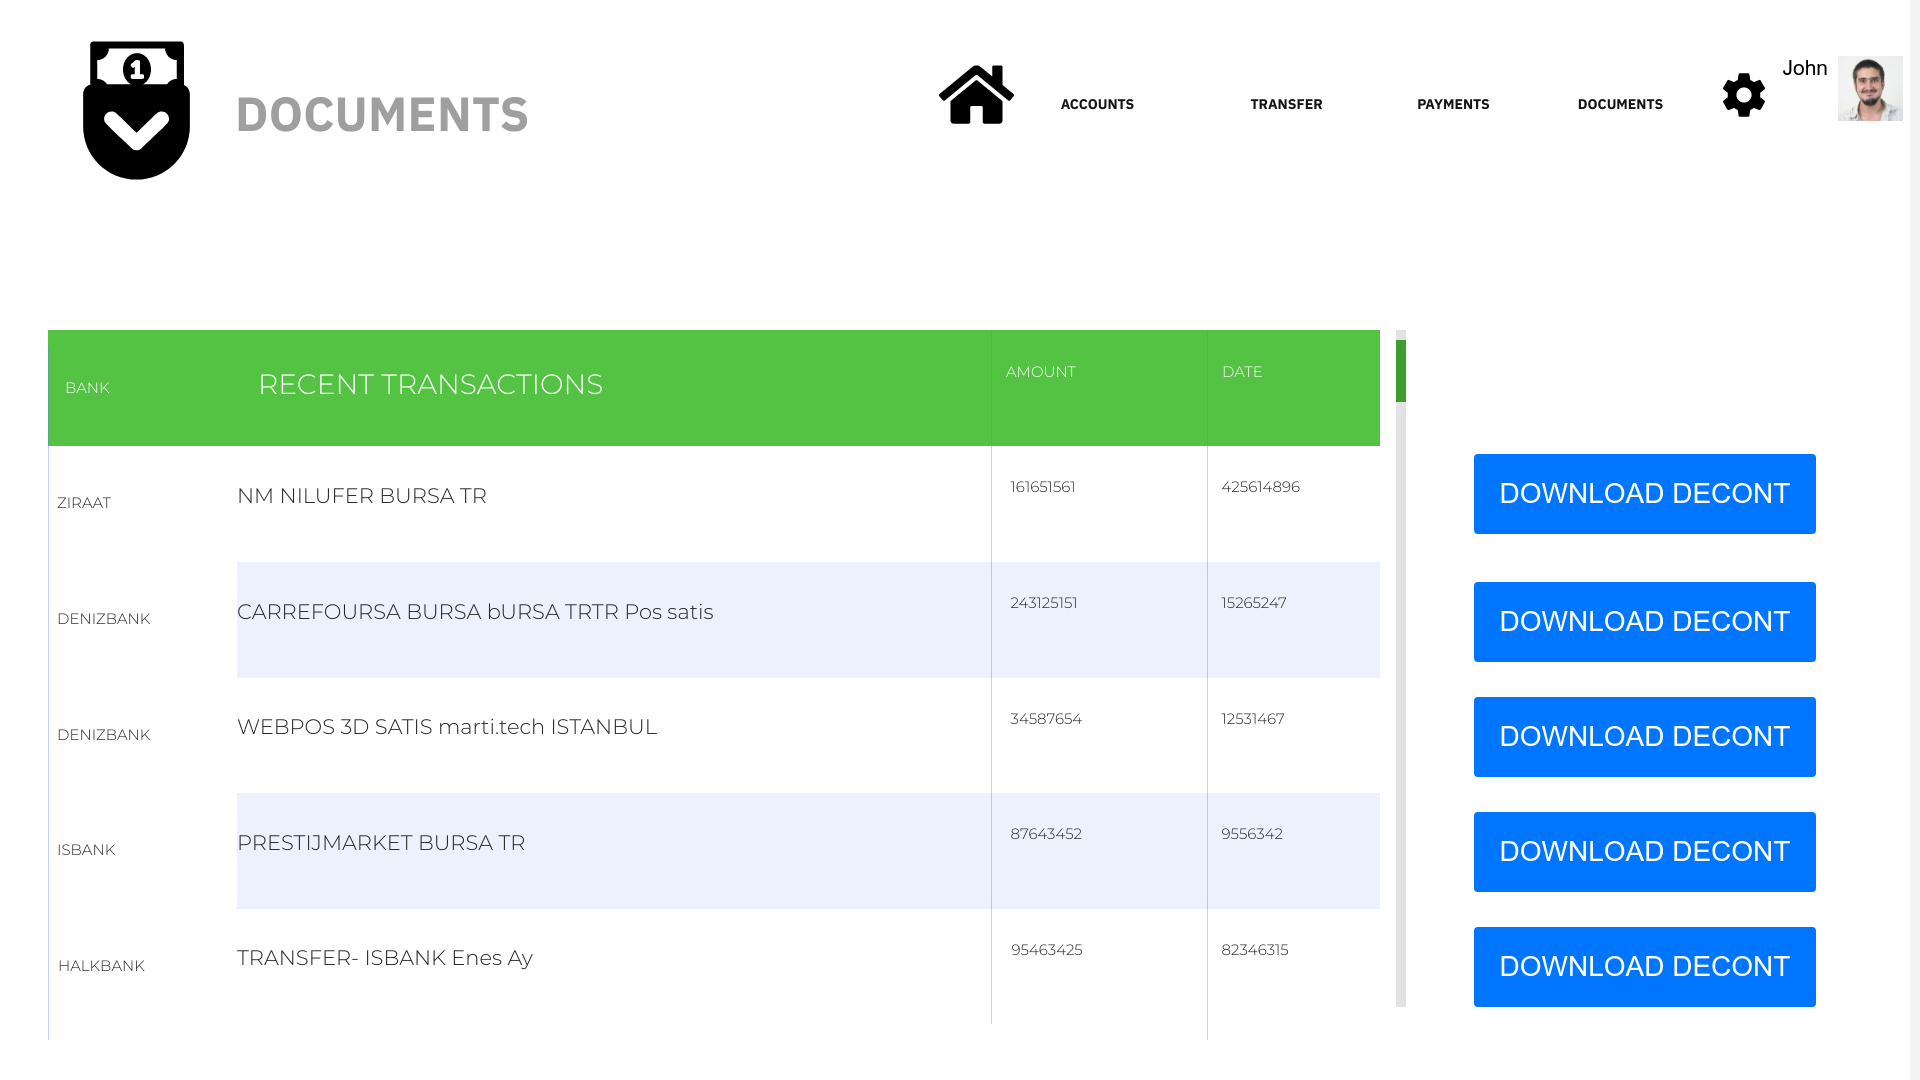 1
DOCUMENTS
ACCOUNTS
TRANSFER
PAYMENTS
DOCUMENTS
John
BANK
RECENT TRANSACTIONS
AMOUNT
DATE
ZIRAAT
NM NILUFER BURSA TR
161651561
425614896
DOWNLOAD DECONT
DENIZBANK
CARREFOURSA BURSA bURSA TRTR Pos satis
243125151
15265247
DOWNLOAD DECONT
DENIZBANK
WEBPOS 3D SATIS marti.tech ISTANBUL
34587654
12531467
DOWNLOAD DECONT
ISBANK
PRESTIJMARKET BURSA TR
87643452
9556342
DOWNLOAD DECONT
HALKBANK
TRANSFER- ISBANK Enes Ay
95463425
82346315
DOWNLOAD DECONT